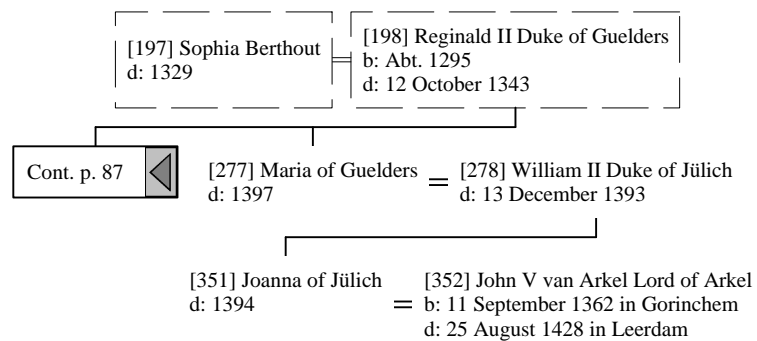 [197] Sophia Berthout
d: 1329
[198] Reginald II Duke of Guelders
b: Abt. 1295
d: 12 October 1343
Cont. p. 87
[277] Maria of Guelders
d: 1397
=
[278] William II Duke of Jülich
d: 13 December 1393
[351] Joanna of Jülich
d: 1394
=
[352] John V van Arkel Lord of Arkel
b: 11 September 1362 in Gorinchem
d: 25 August 1428 in Leerdam